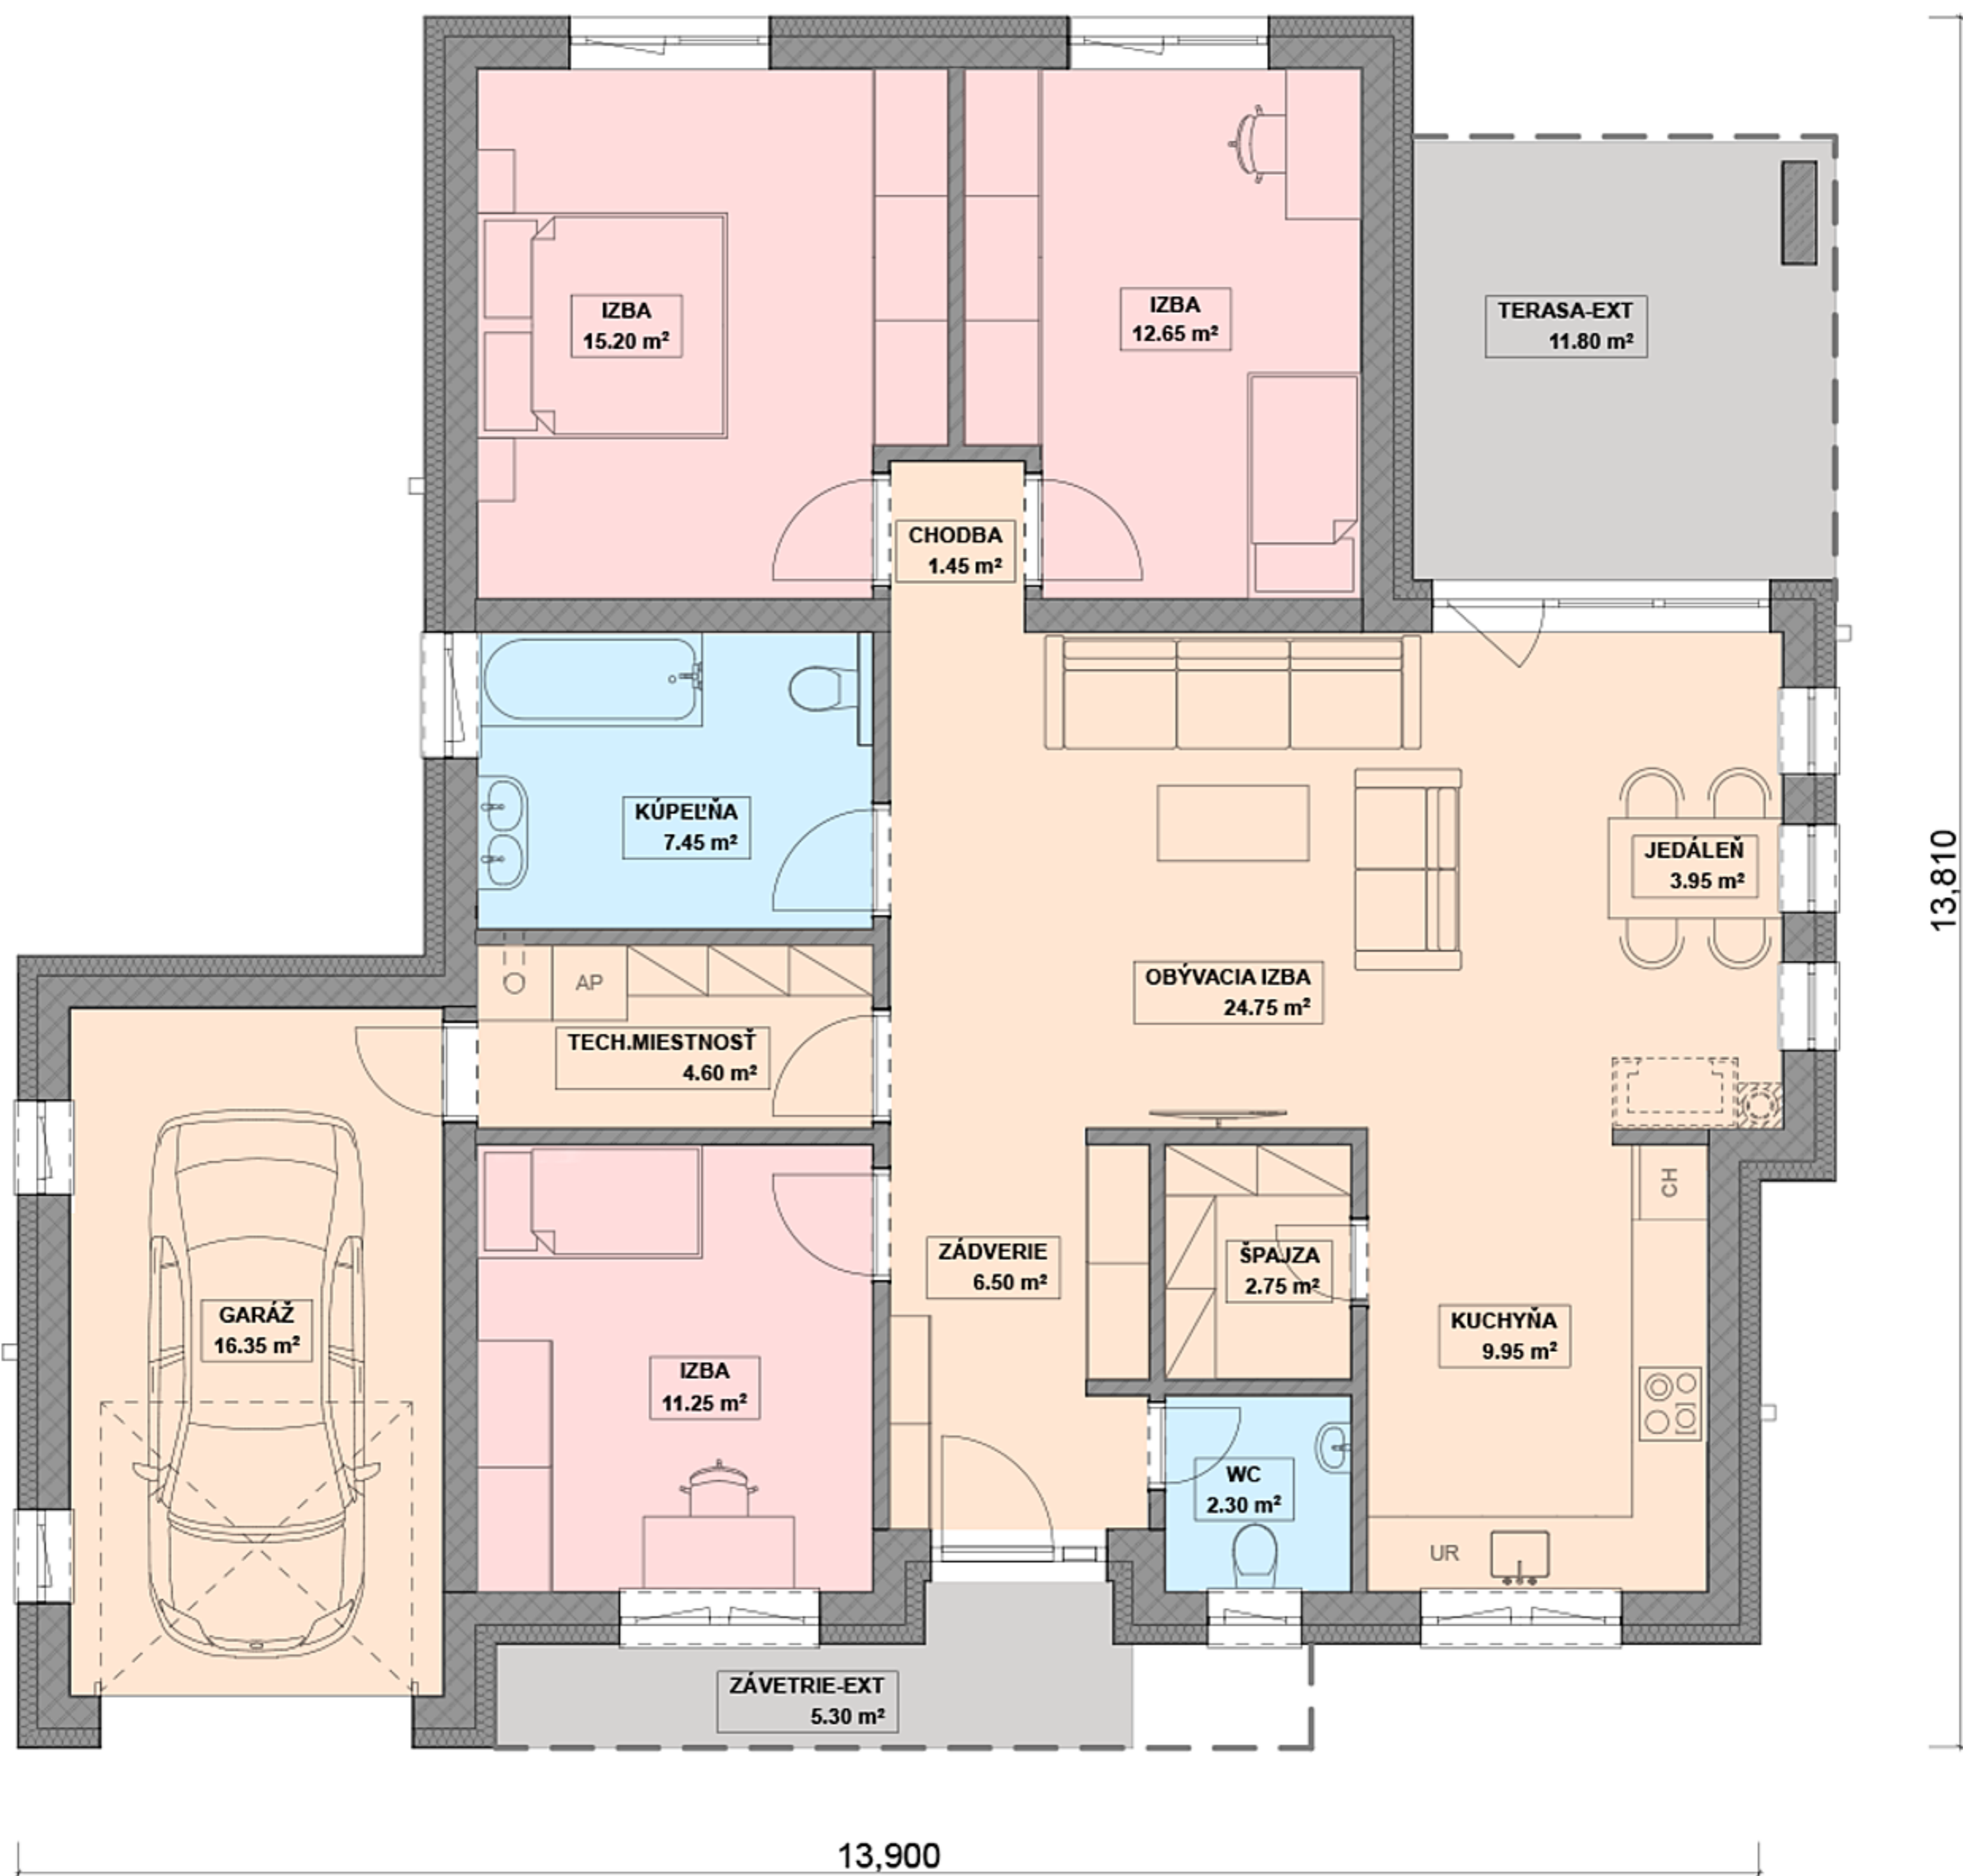 IZBA
15.20 m²
IZBA
12.65 m²
TERASA-EXT
11.80 m²
CHODBA
1.45 m²
KÚPEĽŇA
7.45 m²
JEDÁLEŇ
3.95 m²
13,810
AP
OBÝVACIA IZBA
24.75 m²
TECH.MIESTNOSŤ
4.60 m²
CH
ZÁDVERIE
6.50 m²
ŠPAJZA
2.75 m²
GARÁŽ
16.35 m²
KUCHYŇA
9.95 m²
IZBA
11.25 m²
WC
2.30 m²
UR
ZÁVETRIE-EXT
5.30 m²
13,900